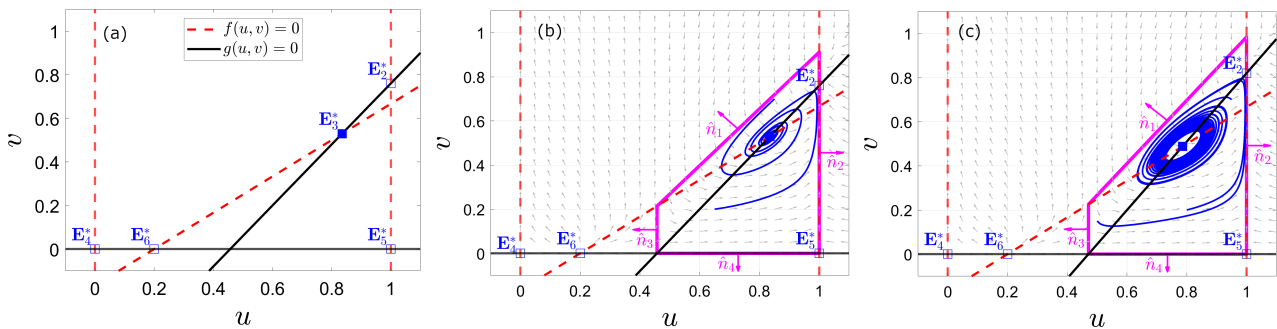 (a)
f(u, v) = 0
g(u, v) = 0
E₂*
E₃*
E₄*
E₆*
E₅*
1
0.8
0.6
0.4
0.2
0
0 0.2 0.4 0.6 0.8 1
u
v
(b)
E₂*
n̂₁
n̂₂
n̂₃
n̂₄
E₄*
E₆*
E₅*
1
0.8
0.6
0.4
0.2
0
0 0.2 0.4 0.6 0.8 1
u
v
(c)
E₂*
n̂₁
n̂₂
n̂₃
n̂₄
E₄*
E₆*
E₅*
1
0.8
0.6
0.4
0.2
0
0 0.2 0.4 0.6 0.8 1
u
v